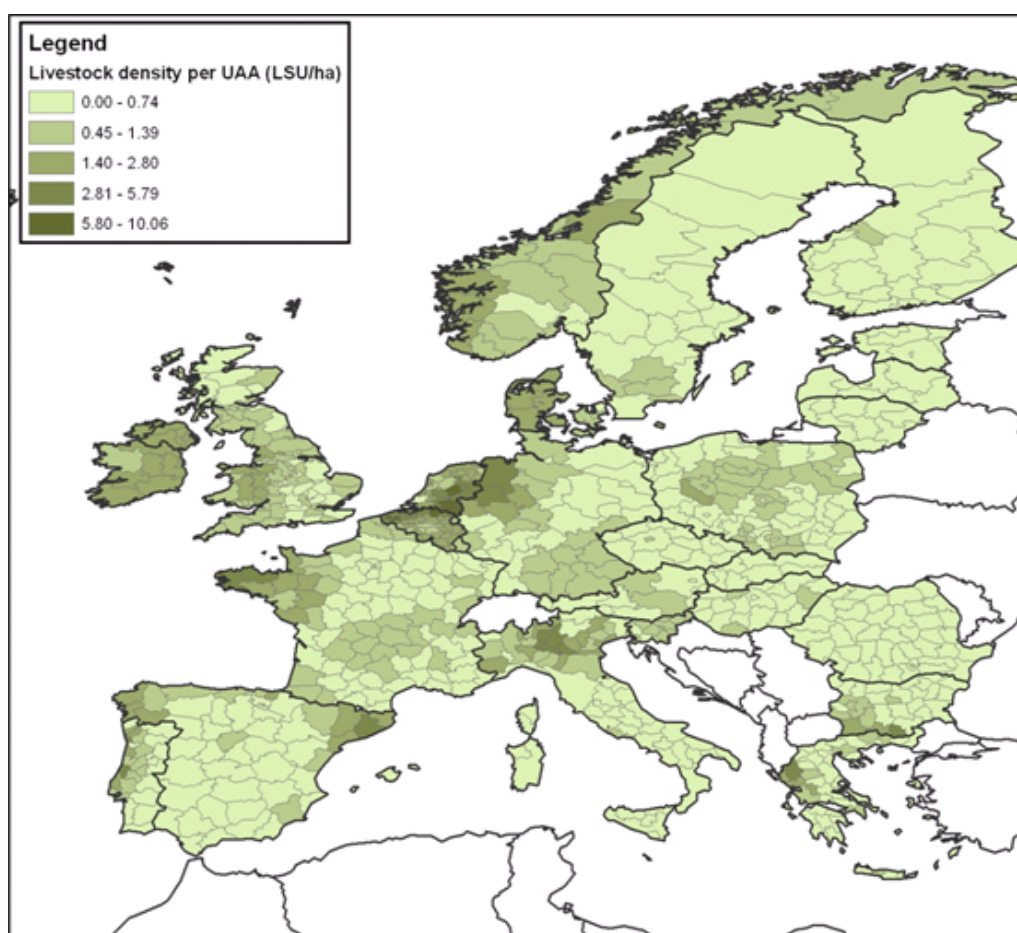 Legend
Livestock density per UAA (LSU/ha)
0.00 - 0.74
0.45 - 1.39
1.40 - 2.80
2.81 - 5.79
5.80 - 10.06